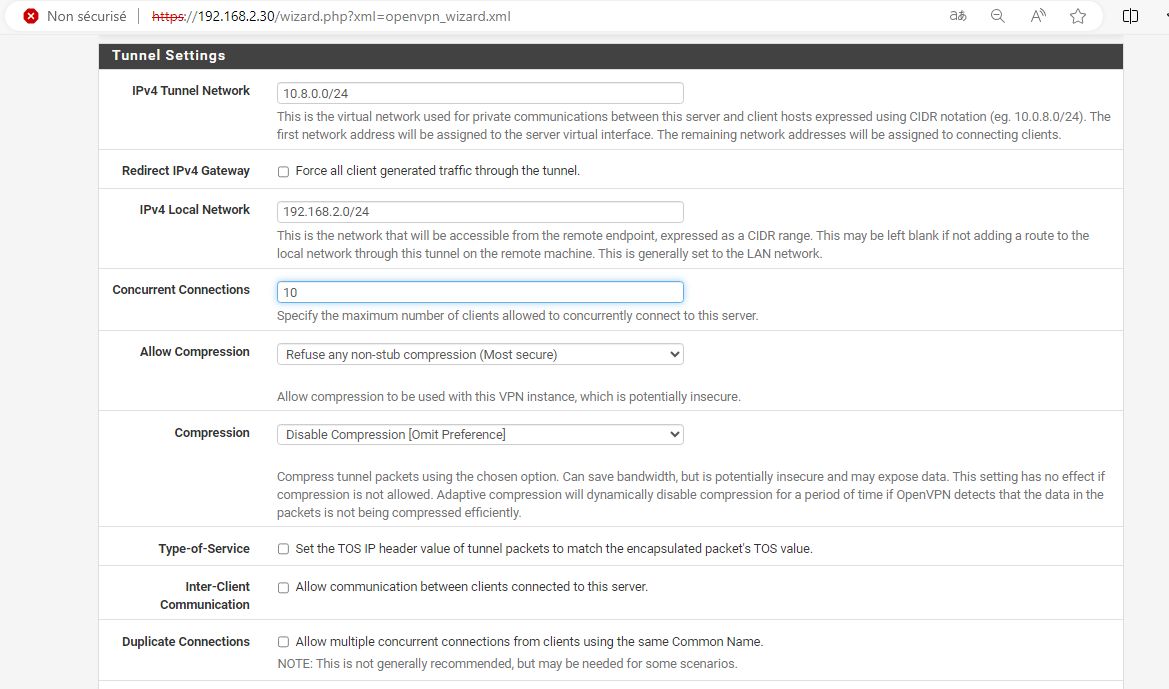 Non sécurisé https://192.168.2.30/wizard.php?xml=openvpn_wizard.xml
Tunnel Settings
IPv4 Tunnel Network 10.8.0.0/24
This is the virtual network used for private communications between this server and client hosts expressed using CIDR notation (eg. 10.0.8.0/24). The
first network address will be assigned to the server virtual interface. The remaining network addresses will be assigned to connecting clients.
Redirect IPv4 Gateway Force all client generated traffic through the tunnel.
IPv4 Local Network 192.168.2.0/24
This is the network that will be accessible from the remote endpoint, expressed as a CIDR range. This may be left blank if not adding a route to the
local network through this tunnel on the remote machine. This is generally set to the LAN network.
Concurrent Connections 10
Specify the maximum number of clients allowed to concurrently connect to this server.
Allow Compression Refuse any non-stub compression (Most secure)
Allow compression to be used with this VPN instance, which is potentially insecure.
Compression Disable Compression [Omit Preference]
Compress tunnel packets using the chosen option. Can save bandwidth, but is potentially insecure and may expose data. This setting has no effect if
compression is not allowed. Adaptive compression will dynamically disable compression for a period of time if OpenVPN detects that the data in the
packets is not being compressed efficiently.
Type-of-Service Set the TOS IP header value of tunnel packets to match the encapsulated packet's TOS value.
Inter-Client Allow communication between clients connected to this server.
Communication
Duplicate Connections Allow multiple concurrent connections from clients using the same Common Name.
NOTE: This is not generally recommended, but may be needed for some scenarios.